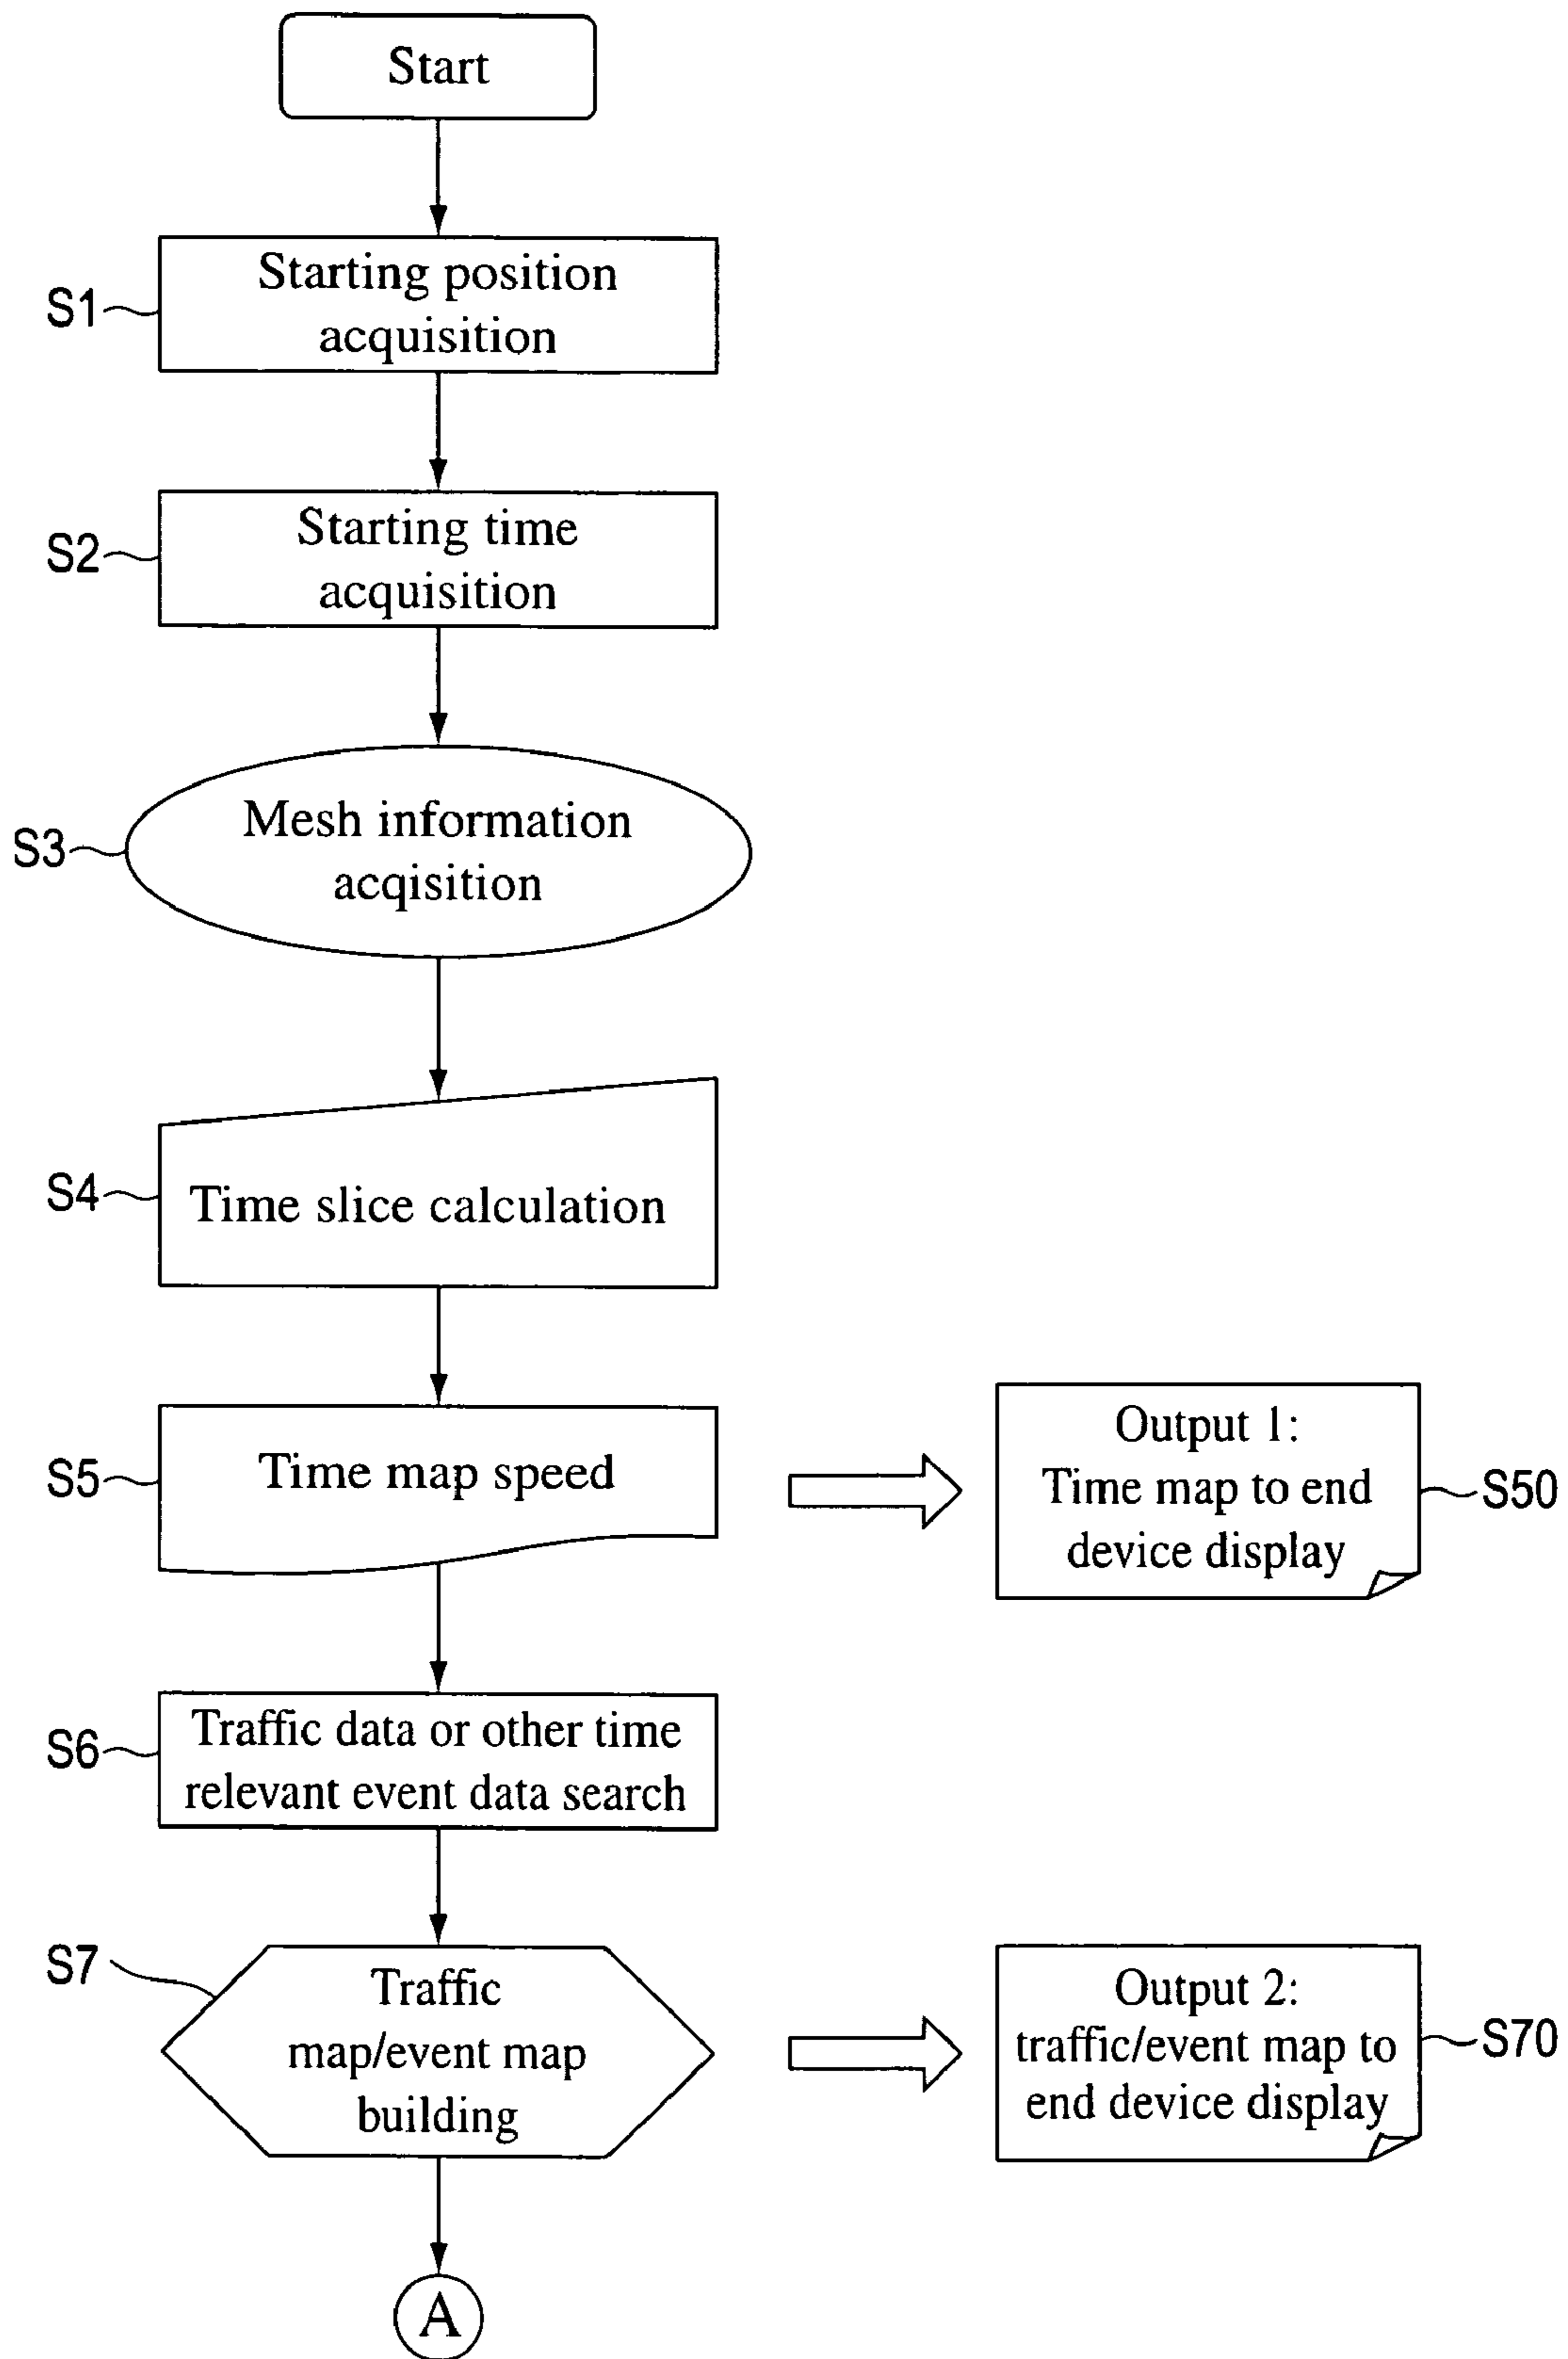 Start
S1
Starting position
acquisition
S2
Starting time
acquisition
S3
Mesh information
acqisition
S4
Time slice calculation
S5
Time map speed
Output 1:
Time map to end
device display
S50
S6
Traffic data or other time
relevant event data search
S7
Traffic
map/event map
building
Output 2:
traffic/event map to
end device display
S70
A